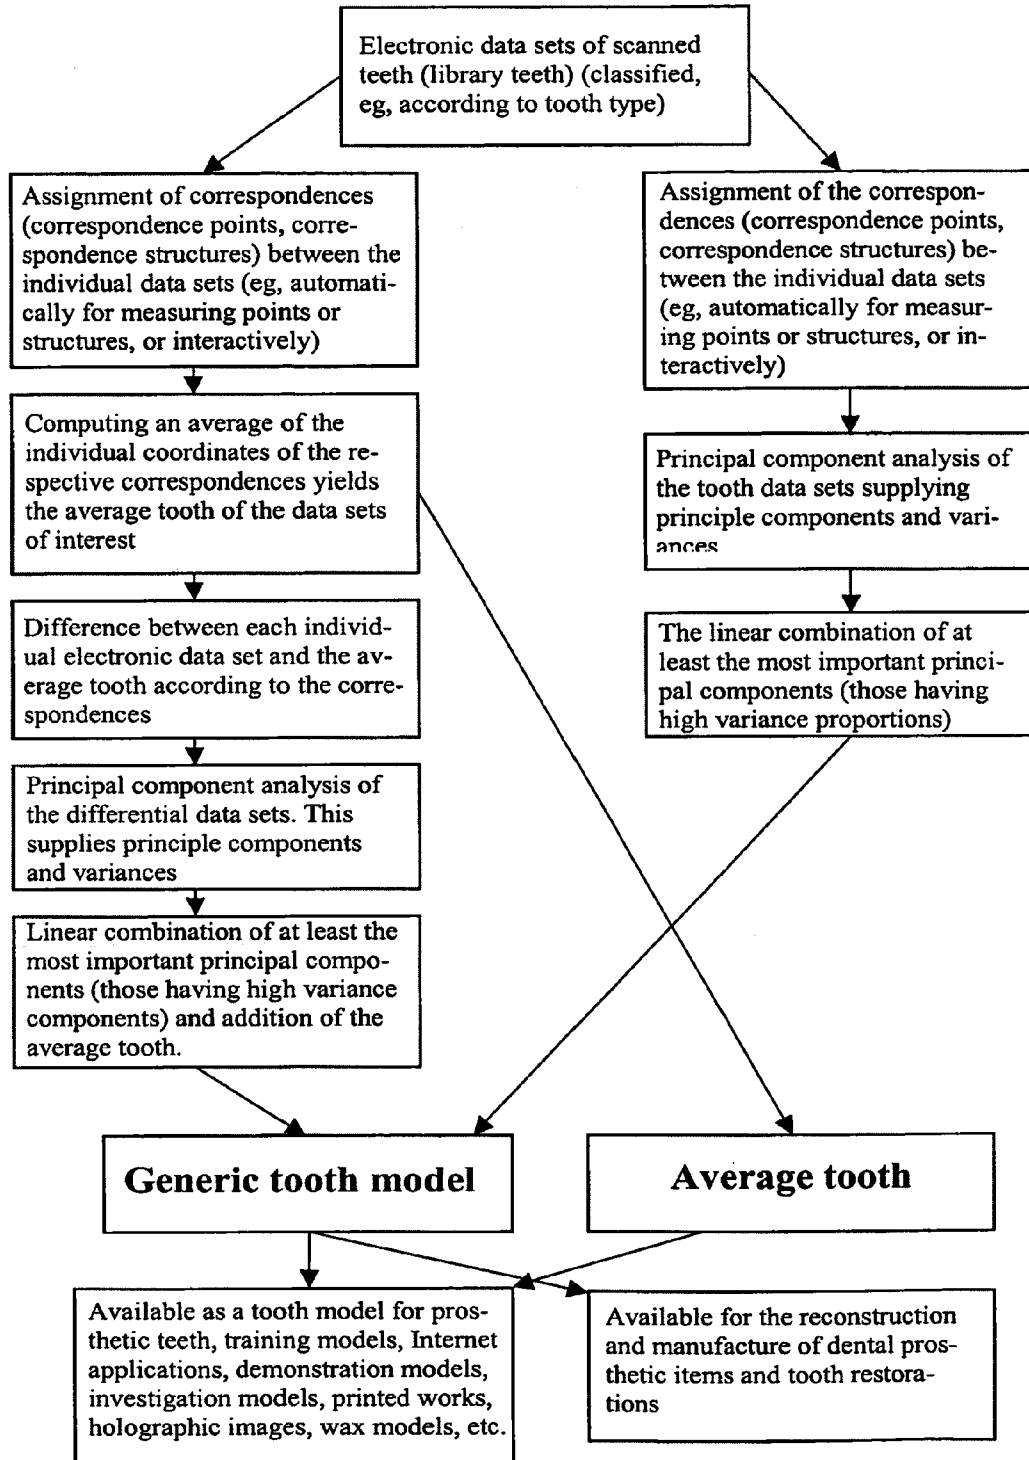 Electronic data sets of scanned
teeth (library teeth) (classified,
eg, according to tooth type)
Assignment of correspondences
(correspondence points, corre-
spondence structures) between the
individual data sets (eg, automati-
cally for measuring points or
structures, or interactively)
Computing an average of the
individual coordinates of the re-
spective correspondences yields
the average tooth of the data sets
of interest
Difference between each individ-
ual electronic data set and the av-
erage tooth according to the corre-
spondences
Principal component analysis of
the differential data sets. This
supplies principle components
and variances
Linear combination of at least the
most important principal compo-
nents (those having high variance
components) and addition of the
average tooth.
Assignment of the correspon-
dences (correspondence points,
correspondence structures) be-
tween the individual data sets
(eg, automatically for measur-
ing points or structures, or in-
teractively)
Principal component analysis of
the tooth data sets supplying
principle components and vari-
ances
The linear combination of at
least the most important princi-
pal components (those having
high variance proportions)
Generic tooth model
Average tooth
Available as a tooth model for pros-
thetic teeth, training models, Internet
applications, demonstration models,
investigation models, printed works,
holographic images, wax models, etc.
Available for the reconstruction
and manufacture of dental pros-
thetic items and tooth restora-
tions